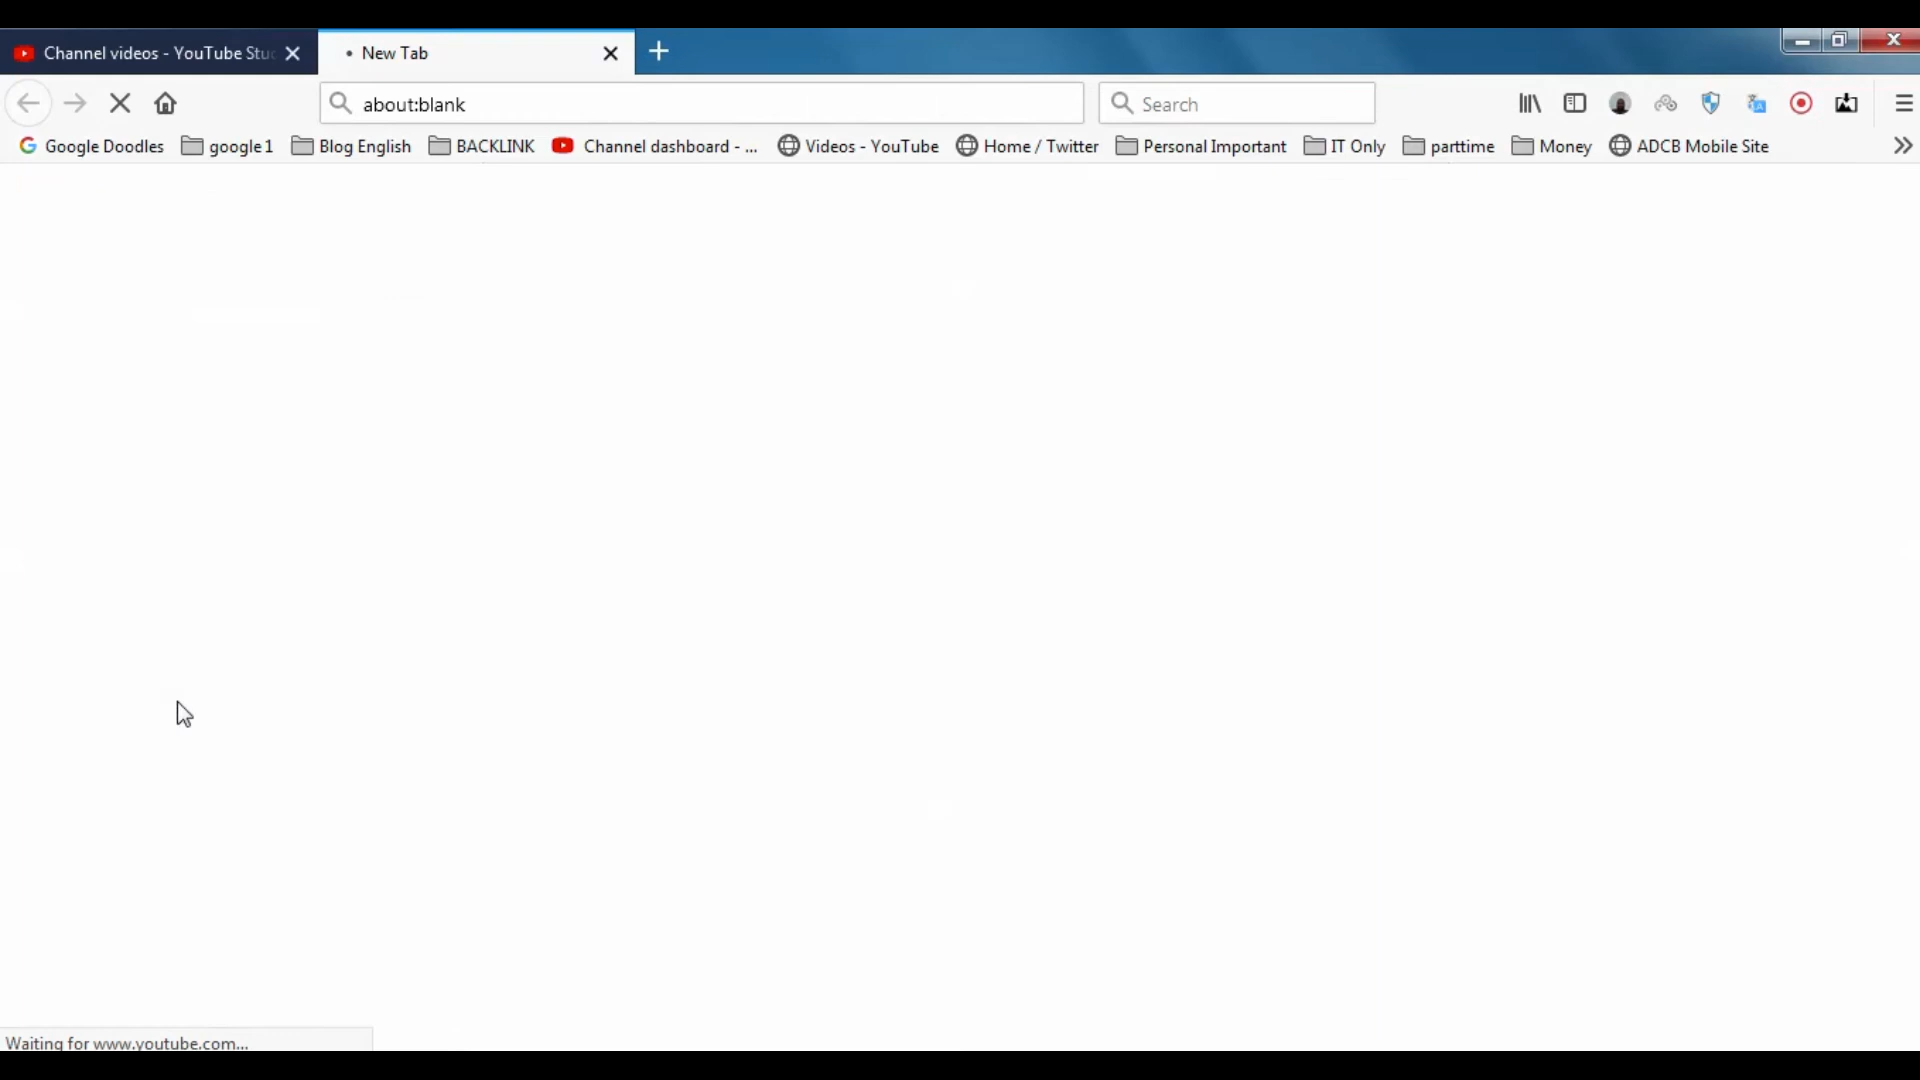 Channel videos - YouTube Stu
New Tab
about:blank
Search
Google Doodles google1 Blog English BACKLINK Channel dashboard - ... Videos - YouTube Home / Twitter Personal Important IT Only parttime Money ADCB Mobile Site
Waiting for www.youtube.com...